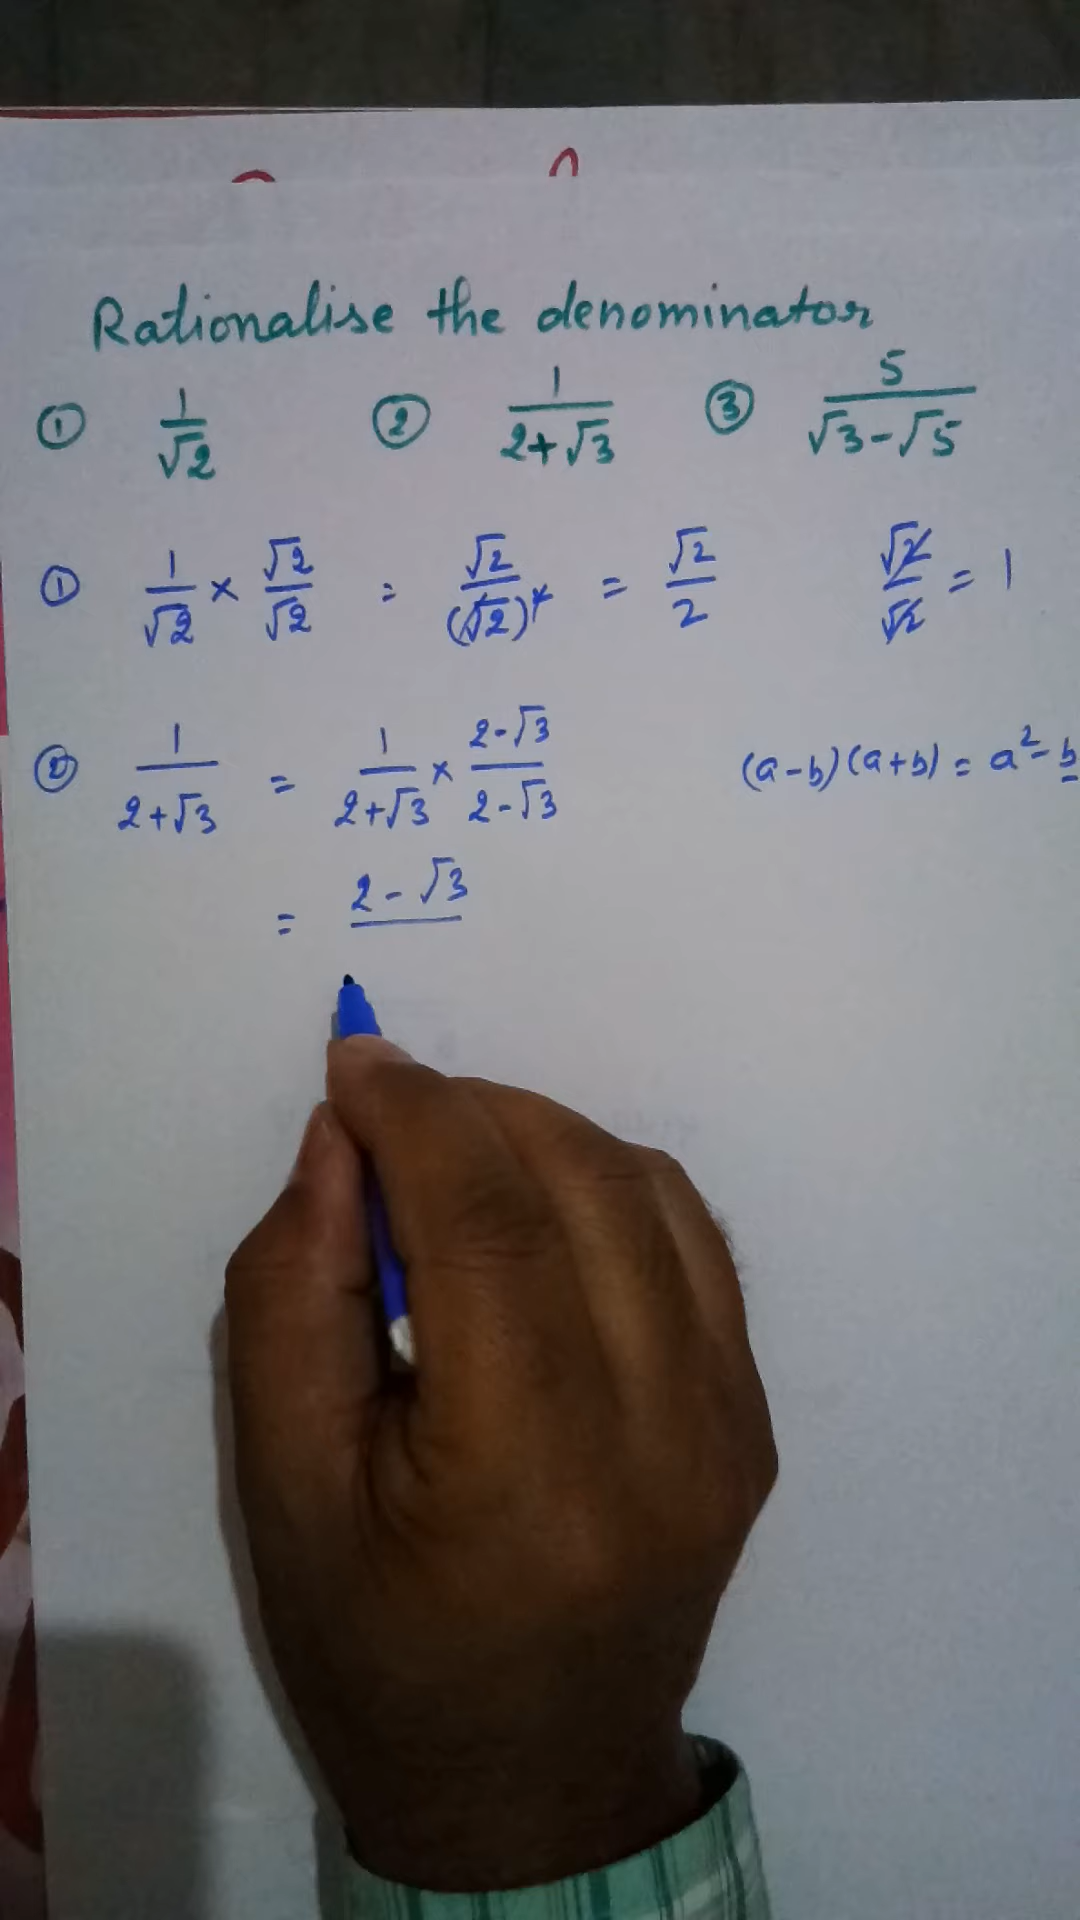 Rationalise the denominator
① 1/√2 ② 1/(2+√3) ③ 5/(√3-√5)
① 1/√2 × √2/√2 = √2/(√2)² = √2/2 √2/√2 = 1
② 1/(2+√3) = 1/(2+√3) × (2-√3)/(2-√3) (a-b)(a+b) = a²-b
= 2-√3